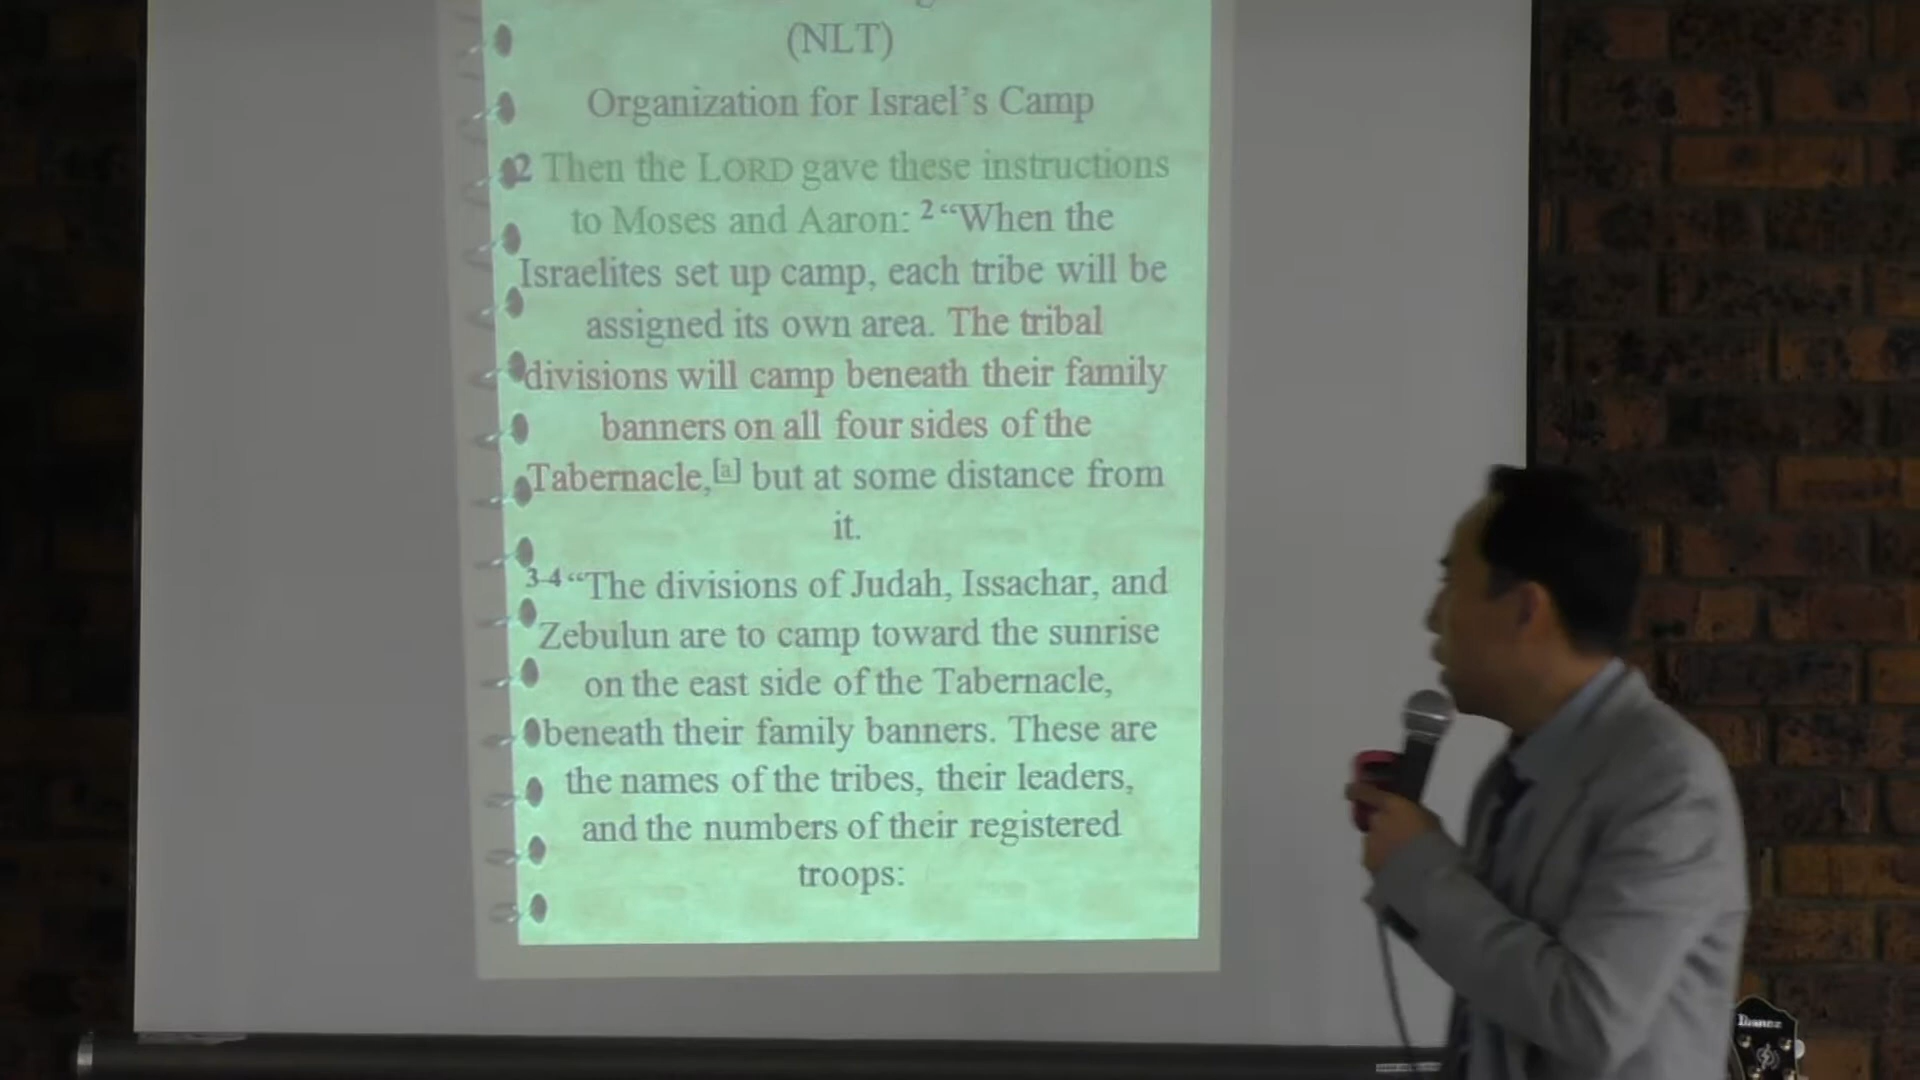 (NLT)
Organization for Israel's Camp
2 Then the LORD gave these instructions
to Moses and Aaron: 2 “When the
Israelites set up camp, each tribe will be
assigned its own area. The tribal
divisions will camp beneath their family
banners on all four sides of the
Tabernacle,[a] but at some distance from
it.
3-4 “The divisions of Judah, Issachar, and
Zebulun are to camp toward the sunrise
on the east side of the Tabernacle,
beneath their family banners. These are
the names of the tribes, their leaders,
and the numbers of their registered
troops:
Ibanez